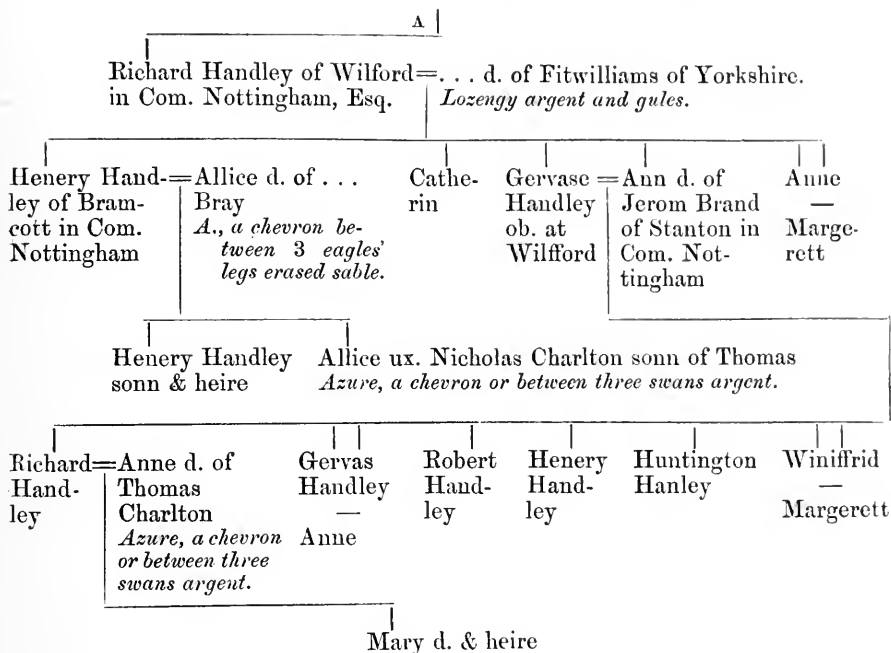 A
Richard Handley of Wilford=. . . d. of Fitwilliams of Yorkshire.
in Com. Nottingham, Esq.
Lozengy argent and gules.
Henery Hand-
ley of Bram-
cott in Com.
Nottingham
=Allice d. of . . .
Bray
A., a chevron be-
tween 3 eagles'
legs erased sable.
Cathe-
rin
Gervase
Handley
ob. at
Wilfford
=Ann d. of
Jerom Brand
of Stanton in
Com. Not-
tingham
Anne
—
Marge-
rett
Henery Handley
sonn & heire
Allice ux. Nicholas Charlton sonn of Thomas
Azure, a chevron or between three swans argent.
Richard
Hand-
ley
=Anne d. of
Thomas
Charlton
Azure, a chevron
or between three
swans argent.
Gervas
Handley
—
Anne
Robert
Hand-
ley
Henery
Hand-
ley
Huntington
Hanley
Winiffrid
—
Margerett
Mary d. & heire